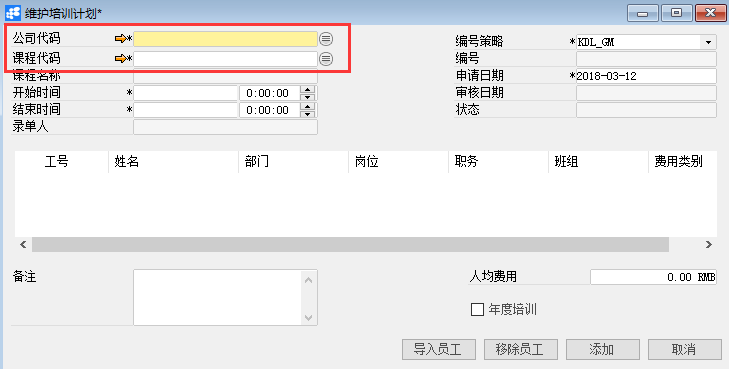 维护培训计划*
公司代码 *
课程代码 *
课程名称
开始时间 * 0:00:00
结束时间 * 0:00:00
录单人
编号策略 *KDL_GM
编号
申请日期 *2018-03-12
审核日期
状态
工号 姓名 部门 岗位 职务 班组 费用类别
备注
人均费用 0.00 RMB
年度培训
导入员工 移除员工 添加 取消